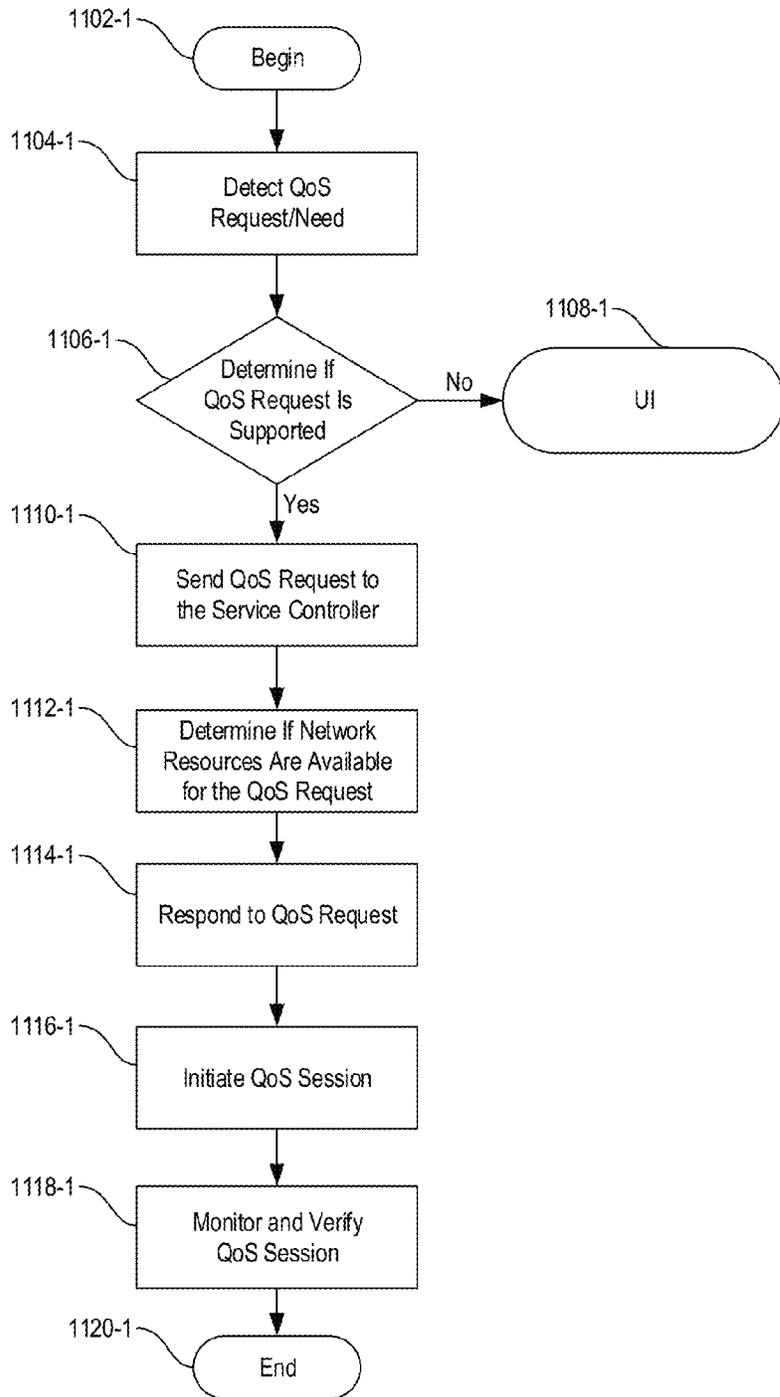 1102-1
Begin
1104-1
Detect QoS
Request/Need
1106-1
Determine If
QoS Request Is
Supported
No
1108-1
UI
Yes
1110-1
Send QoS Request to
the Service Controller
1112-1
Determine If Network
Resources Are Available
for the QoS Request
1114-1
Respond to QoS Request
1116-1
Initiate QoS Session
1118-1
Monitor and Verify
QoS Session
1120-1
End